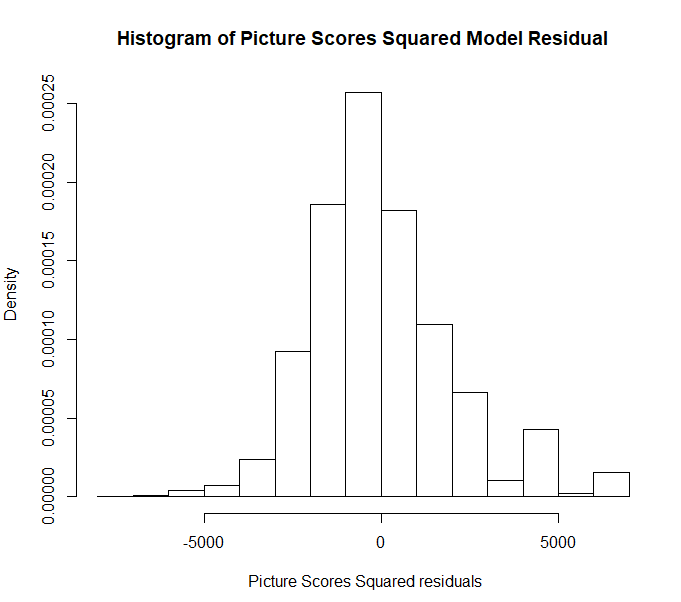 Histogram of Picture Scores Squared Model Residual
Density
0.00025
0.00020
0.00015
0.00010
0.00005
0.00000
-5000 0 5000
Picture Scores Squared residuals